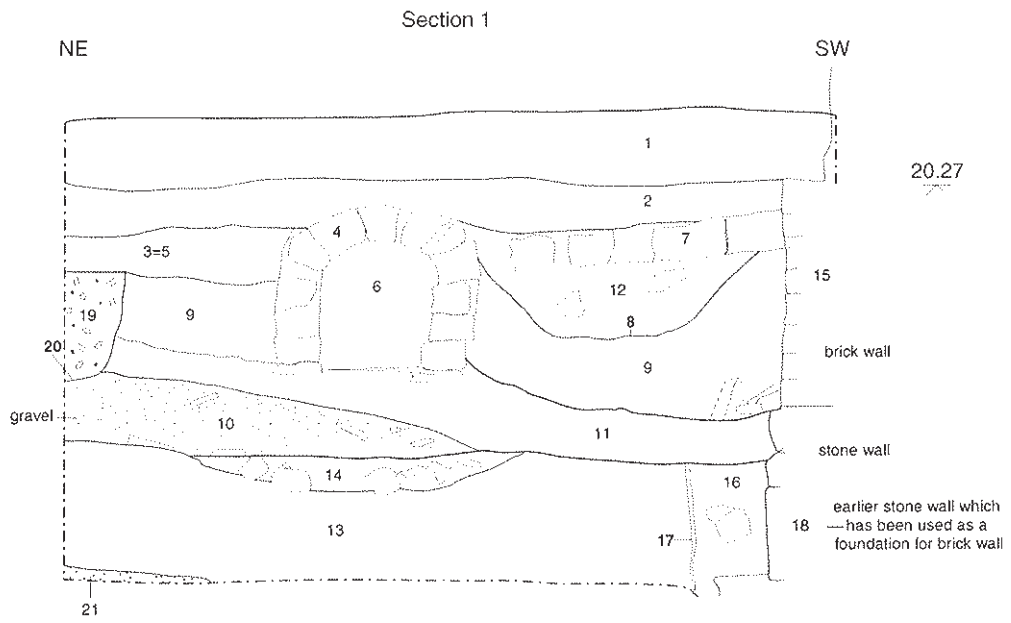 Section 1
NE
SW
1
20.27
2
4
7
3=5
6
15
12
19
9
8
20
brick wall
9
gravel
10
11
stone wall
14
16
13
17
18
earlier stone wall which
has been used as a
foundation for brick wall
21